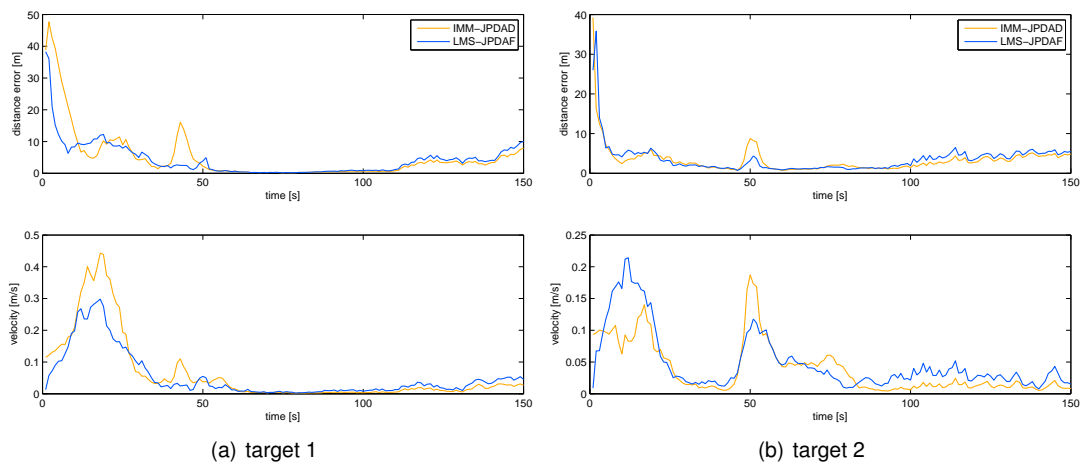 50
40
30
20
10
0
distance error [m]
IMM−JPDAD
LMS−JPDAF
0 50 100 150
time [s]
40
30
20
10
0
distance error [m]
IMM−JPDAD
LMS−JPDAF
0 50 100 150
time [s]
0.5
0.4
0.3
0.2
0.1
0
velocity [m/s]
0 50 100 150
time [s]
(a) target 1
0.25
0.2
0.15
0.1
0.05
0
velocity [m/s]
0 50 100 150
time [s]
(b) target 2